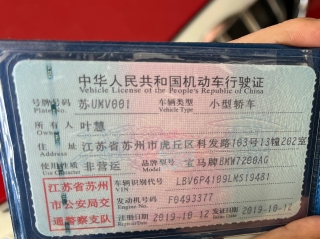 中华人民共和国机动车行驶证
Vehicle License of the People's Republic of China
号牌号码 苏UMV001 车辆类型 小型轿车
Plate No. Vehicle Type
所有人 叶慧
Owner
住址 江苏省苏州市虎丘区科发路163号13幢202室
Address
使用性质 非营运 品牌型号 宝马牌BMW7200AG
Use Character Model
江苏省苏州
市公安局交
通警察支队
车辆识别代号 LBV6P4109LMS19481
VIN
发动机号码 F0493377
Engine No.
注册日期 2019-10-12 发证日期 2019-10-12
Register Date Issue Date